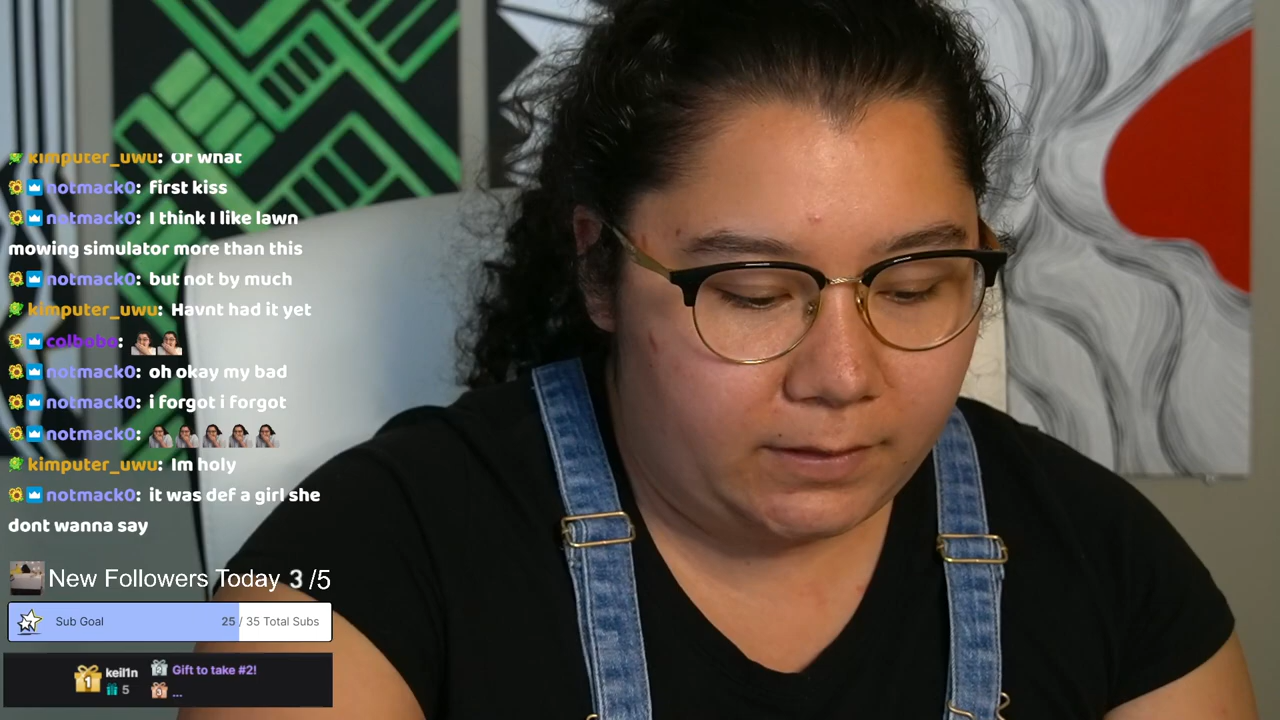 kimputer_uwu: Or what
notmack0: first kiss
notmack0: I think I like lawn
mowing simulator more than this
notmack0: but not by much
kimputer_uwu: Havnt had it yet
colbobo:
notmack0: oh okay my bad
notmack0: i forgot i forgot
notmack0:
kimputer_uwu: Im holy
notmack0: it was def a girl she
dont wanna say
New Followers Today 3 /5
Sub Goal 25 / 35 Total Subs
1 keil1n 5
2 Gift to take #2!
3 ...